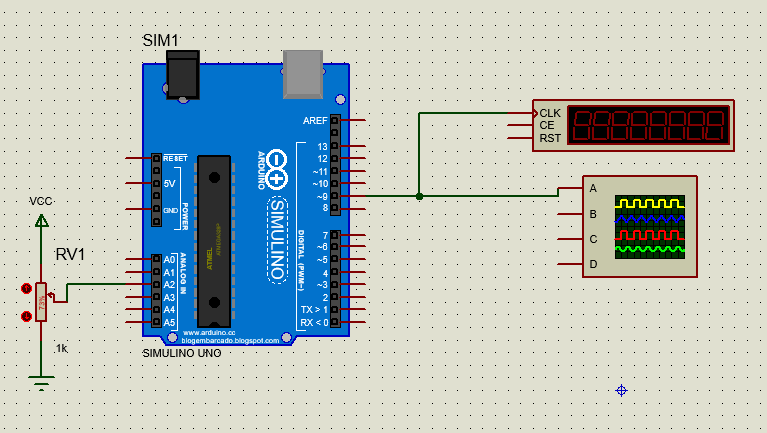 SIM1
AREF
13
12
~11
~10
~9
8
7
~6
~5
4
~3
2
TX > 1
RX < 0
DIGITAL (PWM~)
ARDUINO
SIMULINO
RESET
5V
GND
POWER
A0
A1
A2
A3
A4
A5
ANALOG IN
ATMEL
www.arduino.cc
blogembarcado.blogspot.com
SIMULINO UNO
VCC
RV1
73%
1k
CLK
CE
RST
A
B
C
D